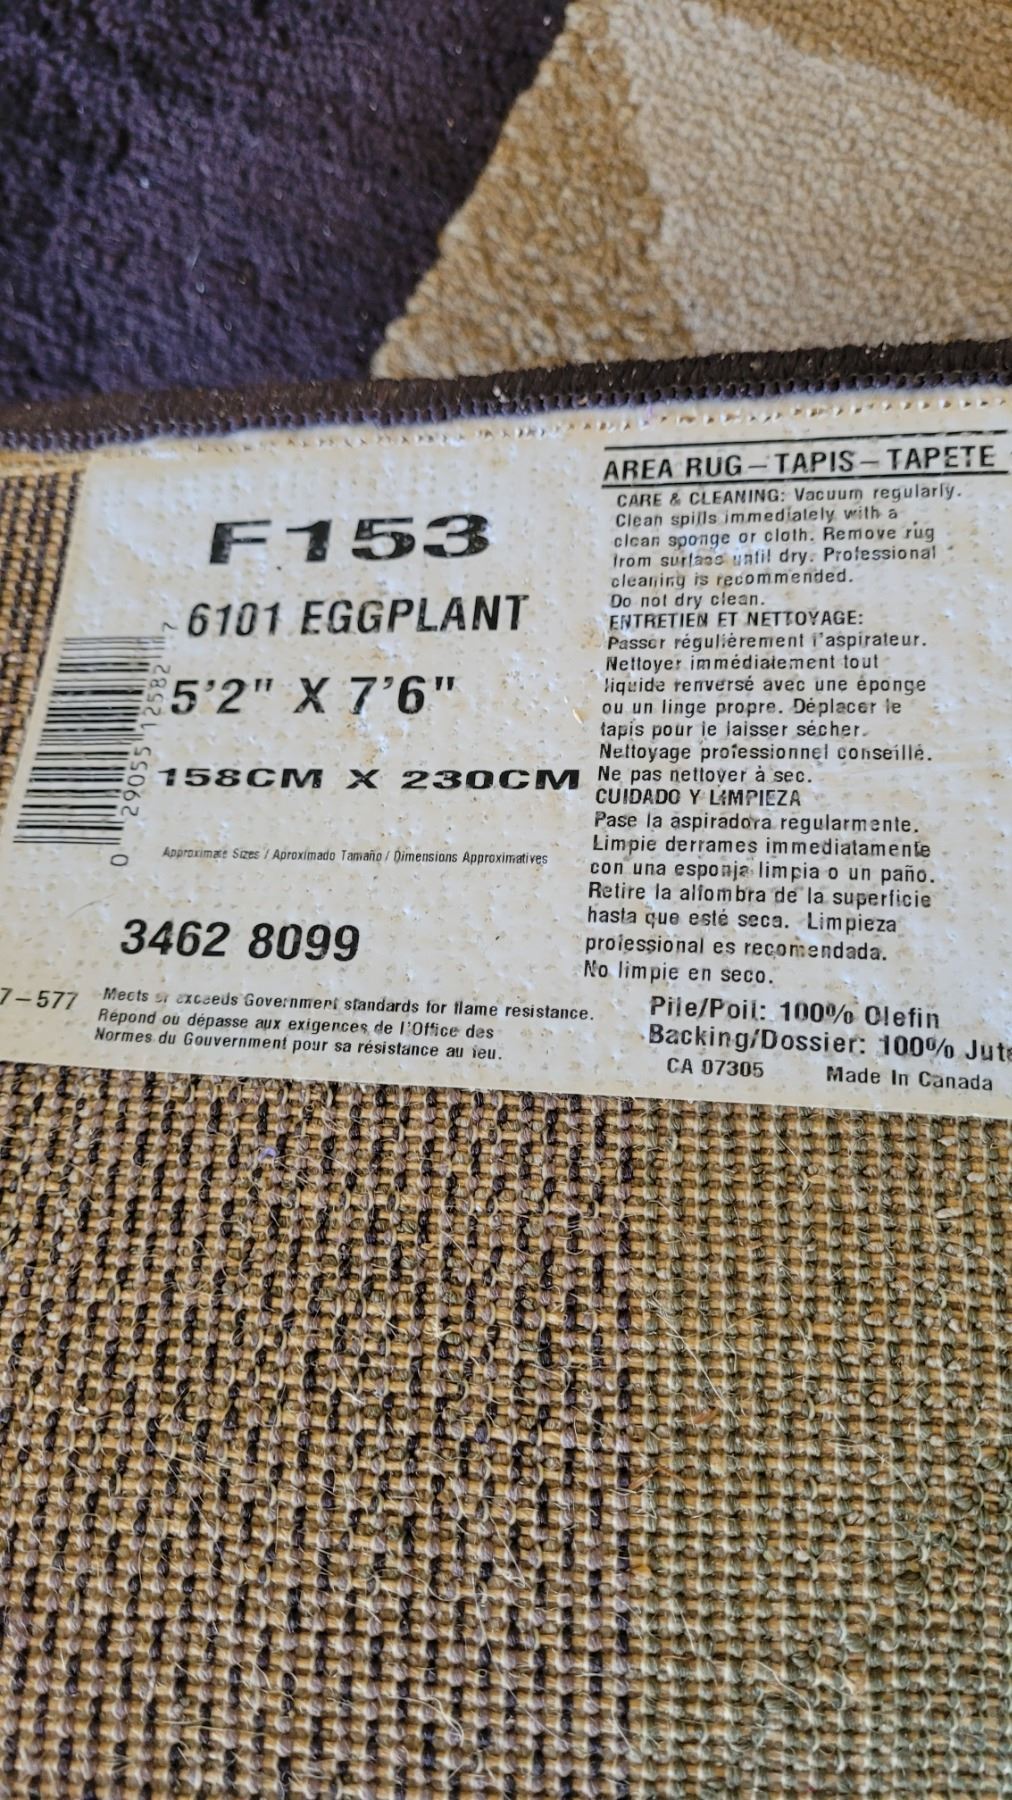 F153
6101 EGGPLANT
5'2" X 7'6"
158CM X 230CM
Approximate Sizes / Aproximado Tamaño / Dimensions Approximatives
0 29055 12582 7
3462 8099
7-577
Meets or exceeds Government standards for flame resistance.
Répond ou dépasse aux exigences de l'Office des
Normes du Gouvernment pour sa résistance au feu.
AREA RUG – TAPIS – TAPETE
CARE & CLEANING: Vacuum regularly.
Clean spills immediately with a
clean sponge or cloth. Remove rug
from surface until dry. Professional
cleaning is recommended.
Do not dry clean.
ENTRETIEN ET NETTOYAGE:
Passer régulièrement l'aspirateur.
Nettoyer immédiatement tout
liquide renversé avec une éponge
ou un linge propre. Déplacer le
tapis pour le laisser sécher.
Nettoyage professionnel conseillé.
Ne pas nettoyer à sec.
CUIDADO Y LIMPIEZA
Pase la aspiradora regularmente.
Limpie derrames immediatamente
con una esponja limpia o un paño.
Retire la alfombra de la superficie
hasta que esté seca. Limpieza
professional es recomendada.
No limpie en seco.
Pile/Poil: 100% Olefin
Backing/Dossier: 100% Jute
CA 07305 Made In Canada